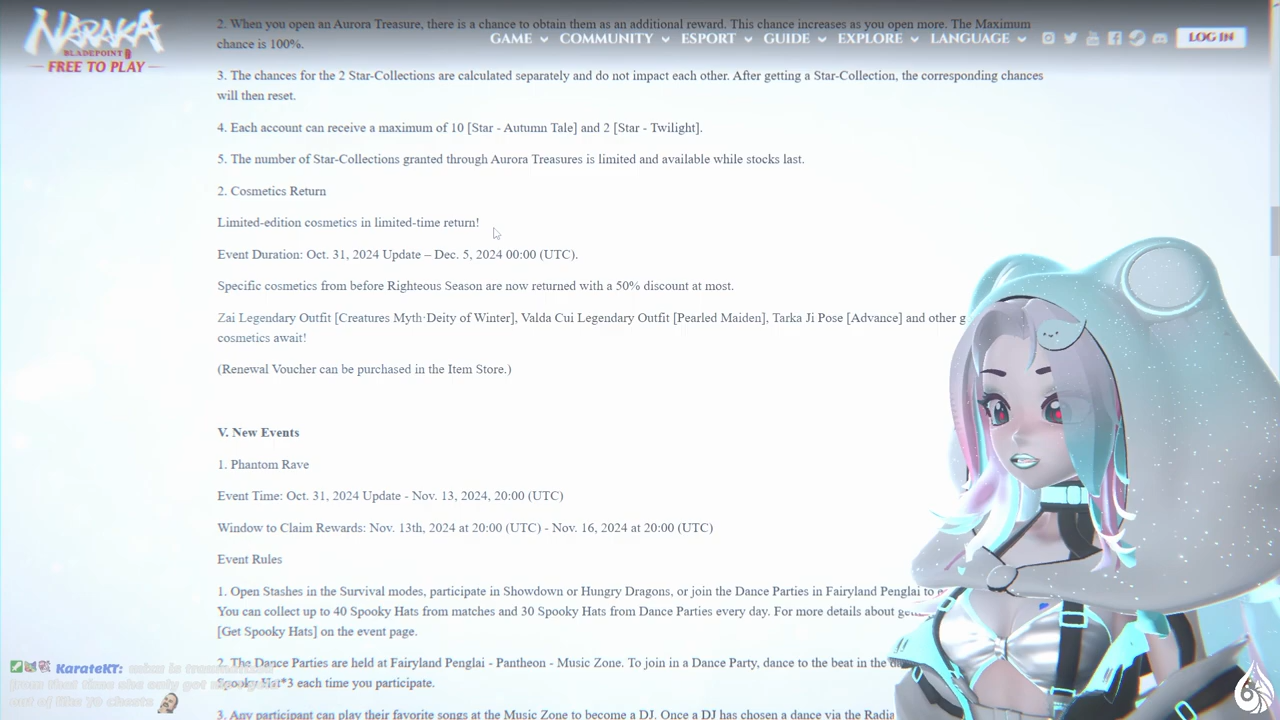 2. When you open an Aurora Treasure, there is a chance to obtain them as an additional reward. This chance increases as you open more. The Maximum
chance is 100%.
NARAKA
BLADEPOINT
FREE TO PLAY
GAME COMMUNITY ESPORT GUIDE EXPLORE LANGUAGE LOG IN
3. The chances for the 2 Star-Collections are calculated separately and do not impact each other. After getting a Star-Collection, the corresponding chances
will then reset.
4. Each account can receive a maximum of 10 [Star - Autumn Tale] and 2 [Star - Twilight].
5. The number of Star-Collections granted through Aurora Treasures is limited and available while stocks last.
2. Cosmetics Return
Limited-edition cosmetics in limited-time return!
Event Duration: Oct. 31, 2024 Update – Dec. 5, 2024 00:00 (UTC).
Specific cosmetics from before Righteous Season are now returned with a 50% discount at most.
Zai Legendary Outfit [Creatures Myth·Deity of Winter], Valda Cui Legendary Outfit [Pearled Maiden], Tarka Ji Pose [Advance] and other g
cosmetics await!
(Renewal Voucher can be purchased in the Item Store.)
V. New Events
1. Phantom Rave
Event Time: Oct. 31, 2024 Update - Nov. 13, 2024, 20:00 (UTC)
Window to Claim Rewards: Nov. 13th, 2024 at 20:00 (UTC) - Nov. 16, 2024 at 20:00 (UTC)
Event Rules
1. Open Stashes in the Survival modes, participate in Showdown or Hungry Dragons, or join the Dance Parties in Fairyland Penglai to
You can collect up to 40 Spooky Hats from matches and 30 Spooky Hats from Dance Parties every day. For more details about
[Get Spooky Hats] on the event page.
2. The Dance Parties are held at Fairyland Penglai - Pantheon - Music Zone. To join in a Dance Party, dance to the beat in the
Spooky Hat*3 each time you participate.
3. Any participant can play their favorite songs at the Music Zone to become a DJ. Once a DJ has chosen a dance via the Radia
KarateKT: what is
from that time she only got
out of like 70 chests
6